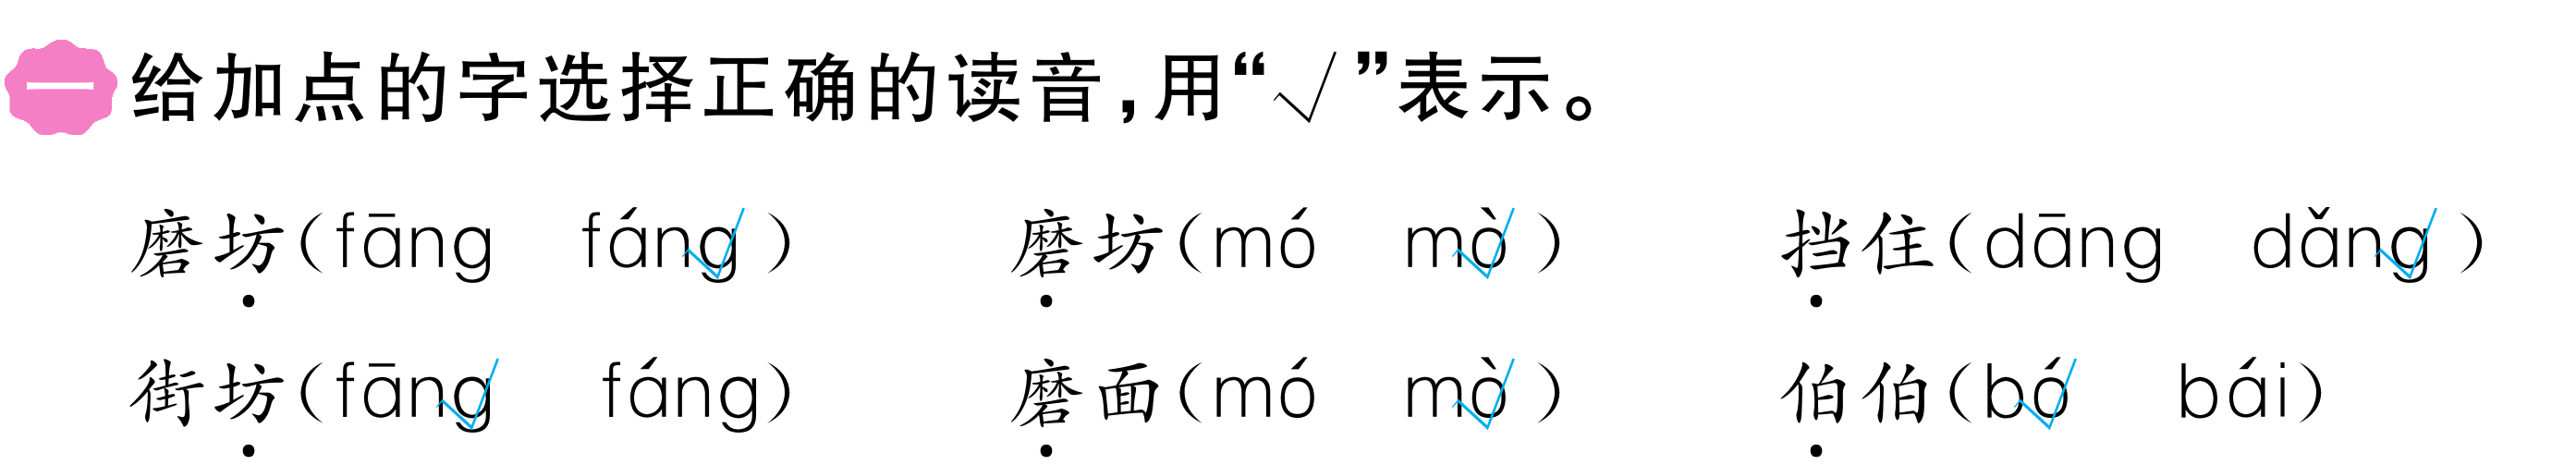 一 给加点的字选择正确的读音,用“√”表示。
磨坊(fāng fáng√) 磨坊(mó mò√) 挡住(dāng dǎng√)
街坊(fāng√ fáng) 磨面(mó mò√) 伯伯(bó√ bái)